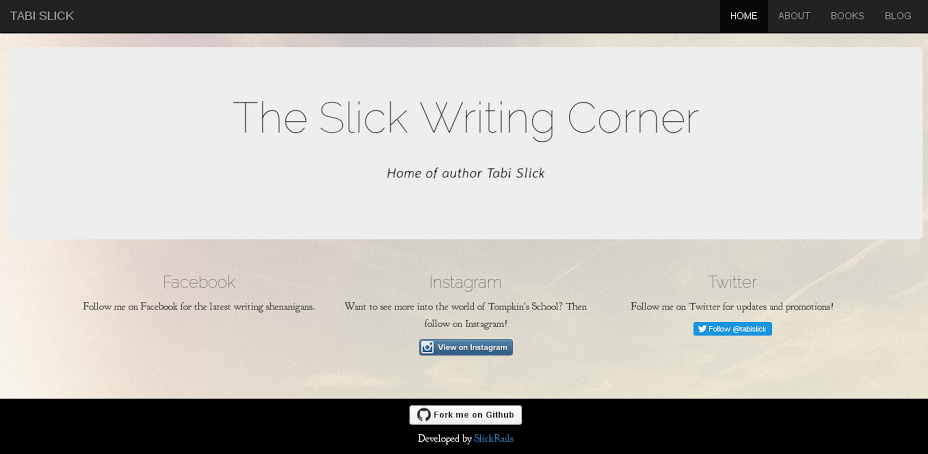 TABI SLICK
HOME ABOUT BOOKS BLOG
The Slick Writing Corner
Home of author Tabi Slick
Facebook
Follow me on Facebook for the latest writing shenanigans.
Instagram
Want to see more into the world of Tompkin's School? Then
follow on Instagram!
View on Instagram
Twitter
Follow me on Twitter for updates and promotions!
Follow @tabislick
Fork me on Github
Developed by SlickRails